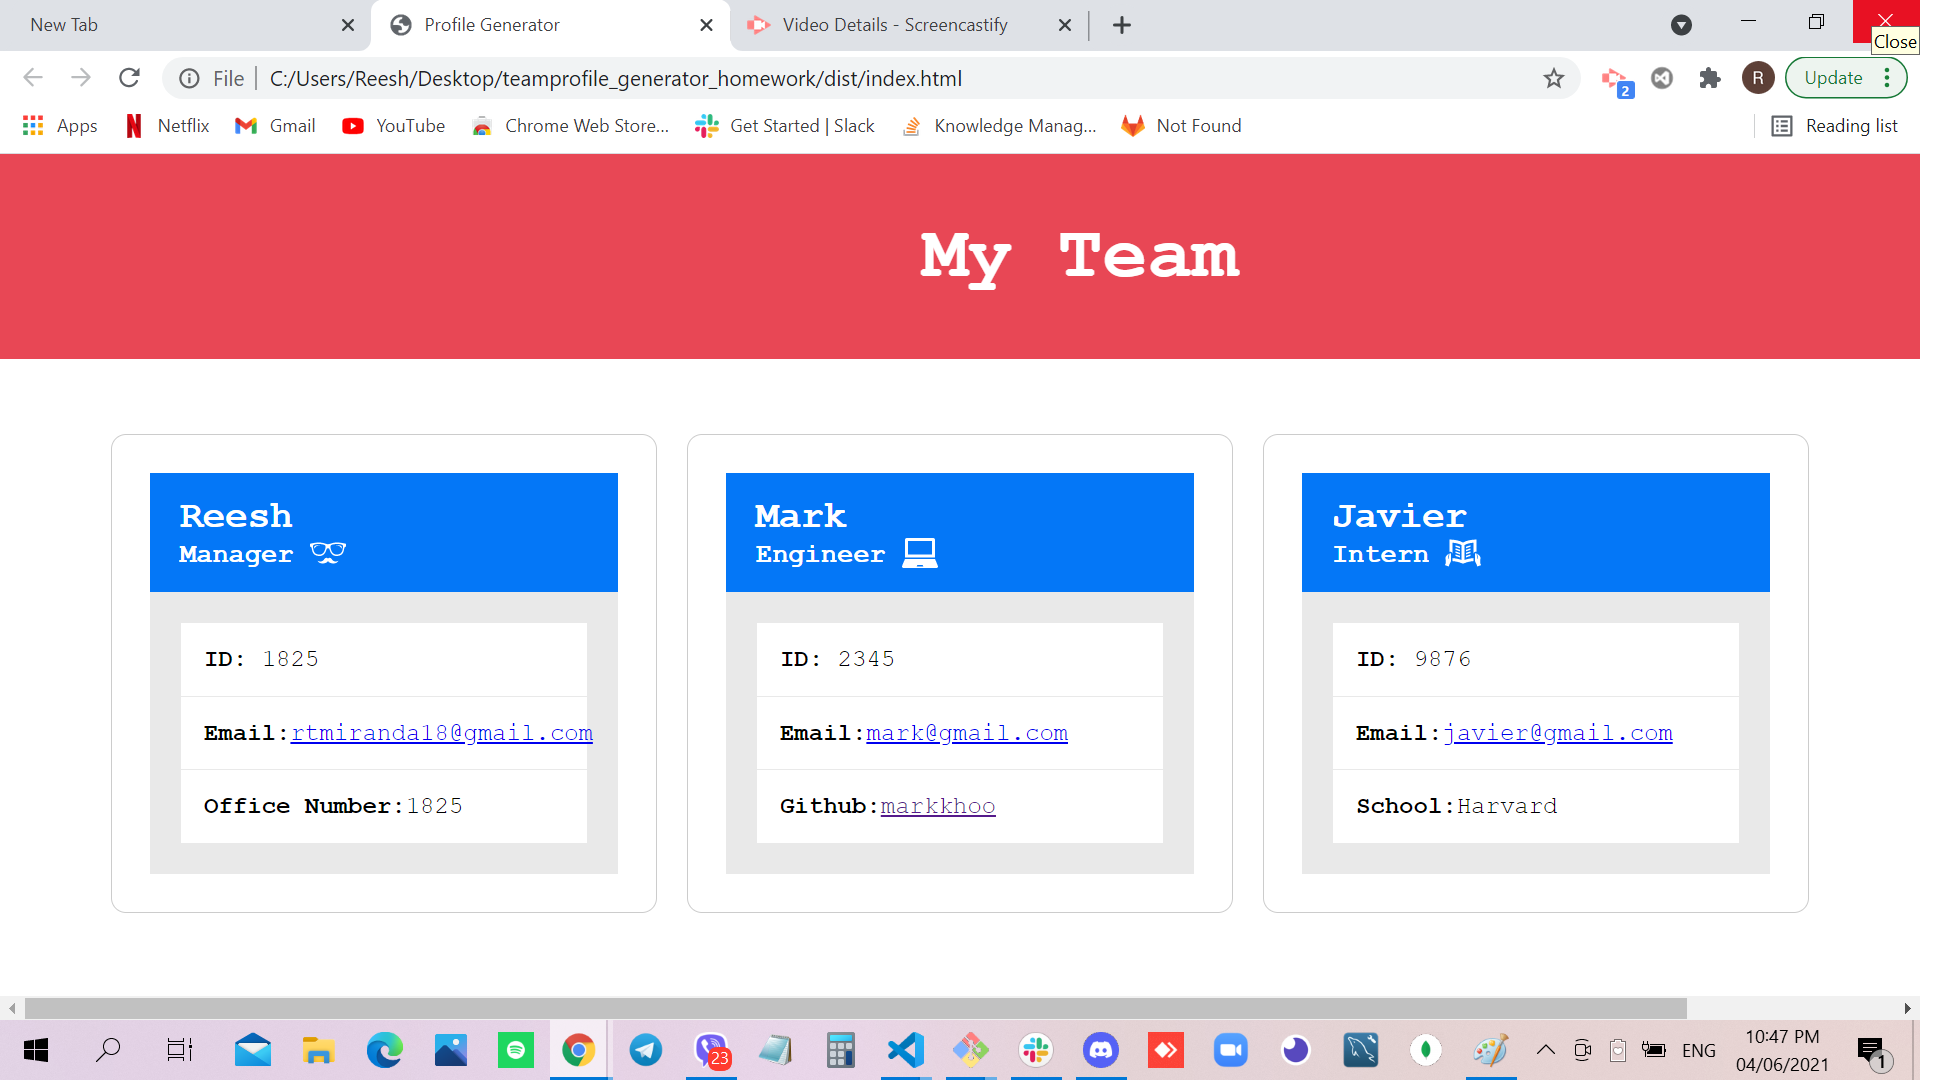 New Tab
Profile Generator
Video Details - Screencastify
Close
File
C:/Users/Reesh/Desktop/teamprofile_generator_homework/dist/index.html
2
R
Update
Apps
Netflix
Gmail
YouTube
Chrome Web Store...
Get Started | Slack
Knowledge Manag...
Not Found
Reading list
My Team
Reesh
Manager
ID: 1825
Email:rtmiranda18@gmail.com
Office Number:1825
Mark
Engineer
ID: 2345
Email:mark@gmail.com
Github:markkhoo
Javier
Intern
ID: 9876
Email:javier@gmail.com
School:Harvard
23
ENG
10:47 PM
04/06/2021
1